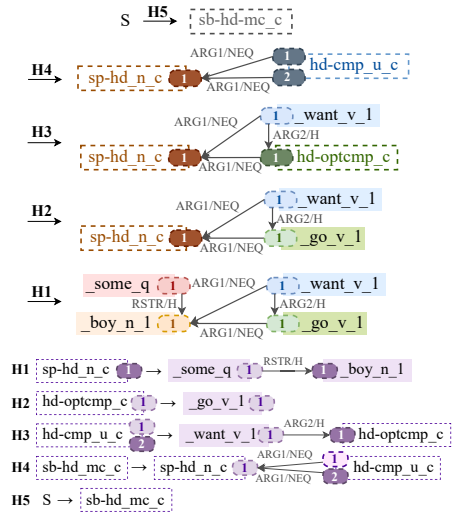 S H5 sb-hd-mc_c
H4 sp-hd_n_c 1 ARG1/NEQ ARG1/NEQ 1 2 hd-cmp_u_c
H3 sp-hd_n_c 1 ARG1/NEQ ARG1/NEQ 1 _want_v_1 ARG2/H 1 hd-optcmp_c
H2 sp-hd_n_c 1 ARG1/NEQ ARG1/NEQ 1 _want_v_1 ARG2/H 1 _go_v_1
H1 _some_q 1 RSTR/H _boy_n_1 1 ARG1/NEQ ARG1/NEQ 1 _want_v_1 ARG2/H 1 _go_v_1
H1 sp-hd_n_c 1 → _some_q 1 RSTR/H 1 _boy_n_1
H2 hd-optcmp_c 1 → _go_v_1 1
H3 hd-cmp_u_c 1 2 → _want_v_1 1 ARG2/H 1 hd-optcmp_c
H4 sb-hd_mc_c → sp-hd_n_c 1 ARG1/NEQ ARG1/NEQ 1 2 hd-cmp_u_c
H5 S → sb-hd_mc_c